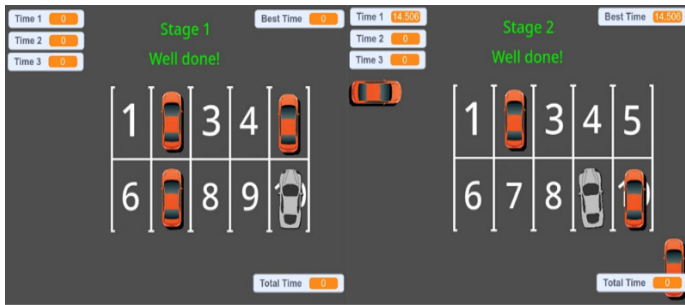 Time 1 0
Time 2 0
Time 3 0
Stage 1
Well done!
Best Time 0
1 3 4
6 8 9 10
Total Time 0
Time 1 14.506
Time 2 0
Time 3 0
Stage 2
Well done!
Best Time 14.506
1 3 4 5
6 7 8 1
Total Time 0